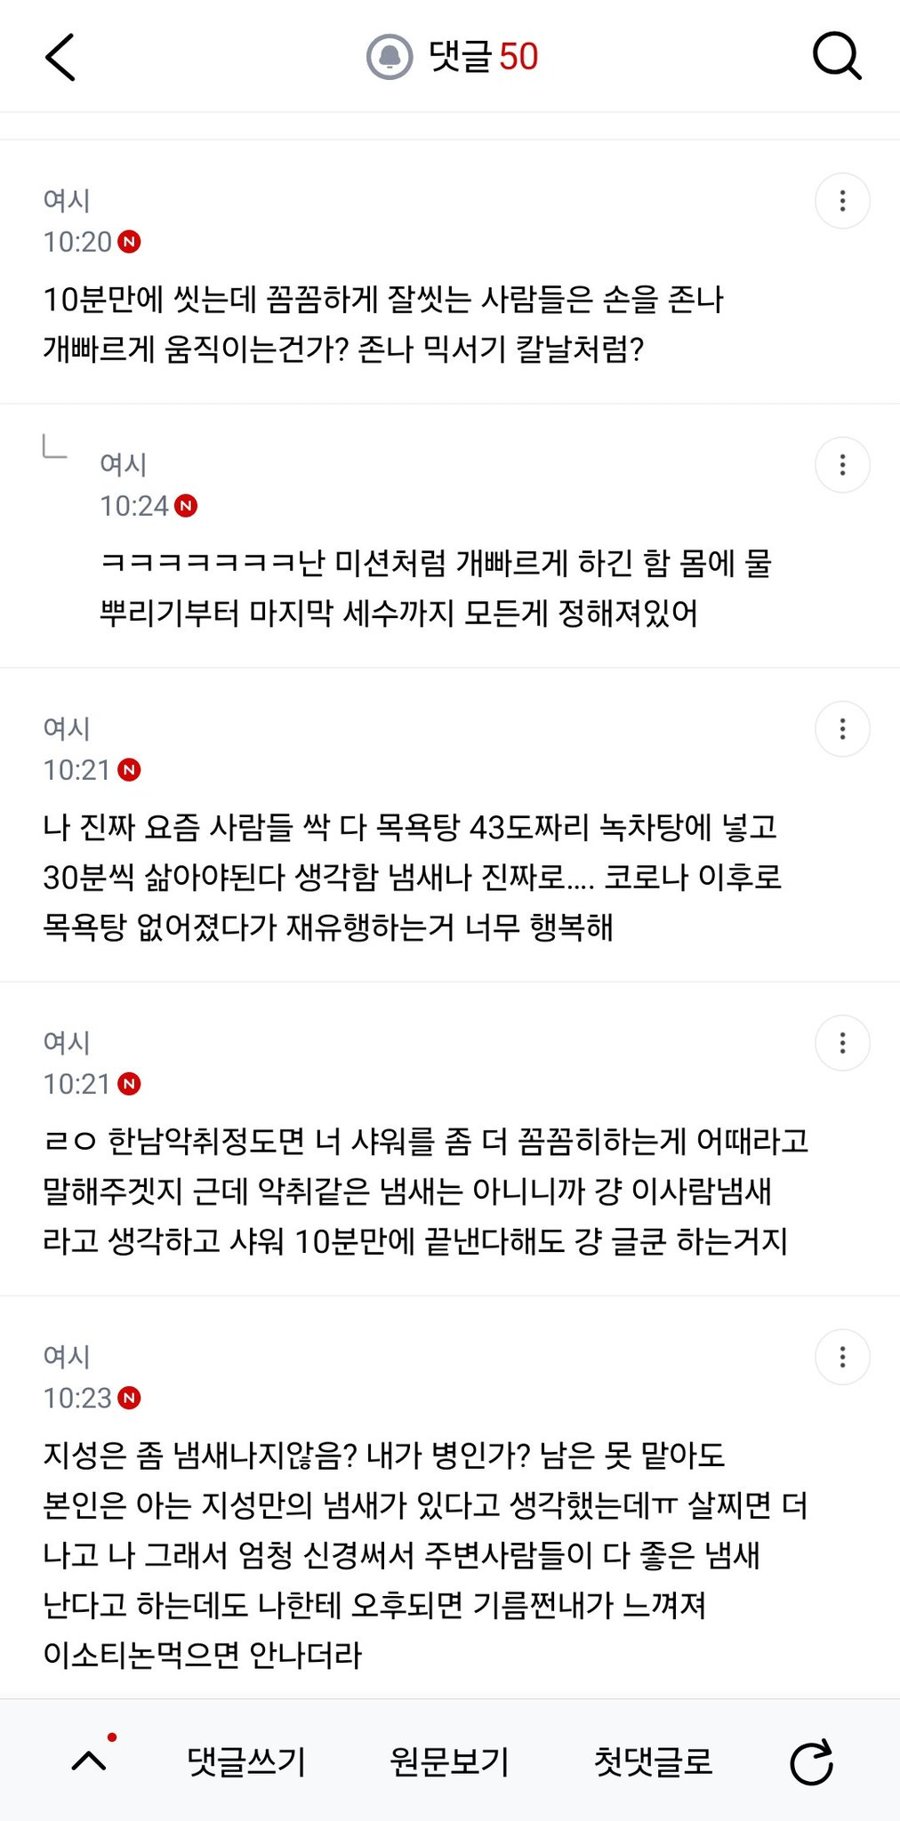 댓글 50
여시
10:20 N
10분만에 씻는데 꼼꼼하게 잘씻는 사람들은 손을 존나
개빠르게 움직이는건가? 존나 믹서기 칼날처럼?
여시
10:24 N
ㅋㅋㅋㅋㅋㅋㅋ난 미션처럼 개빠르게 하긴 함 몸에 물
뿌리기부터 마지막 세수까지 모든게 정해져있어
여시
10:21 N
나 진짜 요즘 사람들 싹 다 목욕탕 43도짜리 녹차탕에 넣고
30분씩 삶아야된다 생각함 냄새나 진짜로.... 코로나 이후로
목욕탕 없어졌다가 재유행하는거 너무 행복해
여시
10:21 N
ㄹㅇ 한남악취정도면 너 샤워를 좀 더 꼼꼼히하는게 어때라고
말해주겟지 근데 악취같은 냄새는 아니니까 걍 이사람냄새
라고 생각하고 샤워 10분만에 끝낸다해도 걍 글쿤 하는거지
여시
10:23 N
지성은 좀 냄새나지않음? 내가 병인가? 남은 못 맡아도
본인은 아는 지성만의 냄새가 있다고 생각했는데ㅠ 살찌면 더
나고 나 그래서 엄청 신경써서 주변사람들이 다 좋은 냄새
난다고 하는데도 나한테 오후되면 기름쩐내가 느껴져
이소티논먹으면 안나더라
댓글쓰기 원문보기 첫댓글로